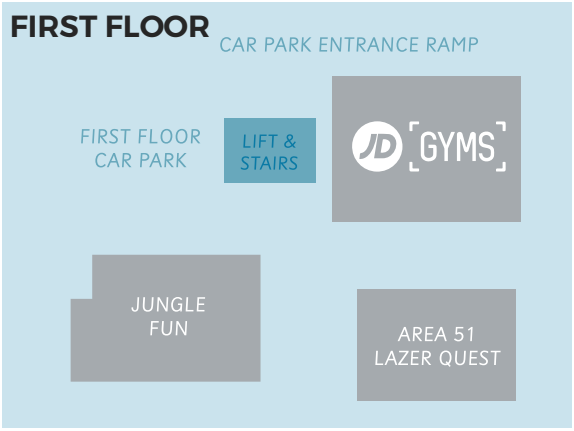 FIRST FLOOR
CAR PARK ENTRANCE RAMP
FIRST FLOOR
CAR PARK
LIFT &
STAIRS
JD [GYMS]
JUNGLE
FUN
AREA 51
LAZER QUEST